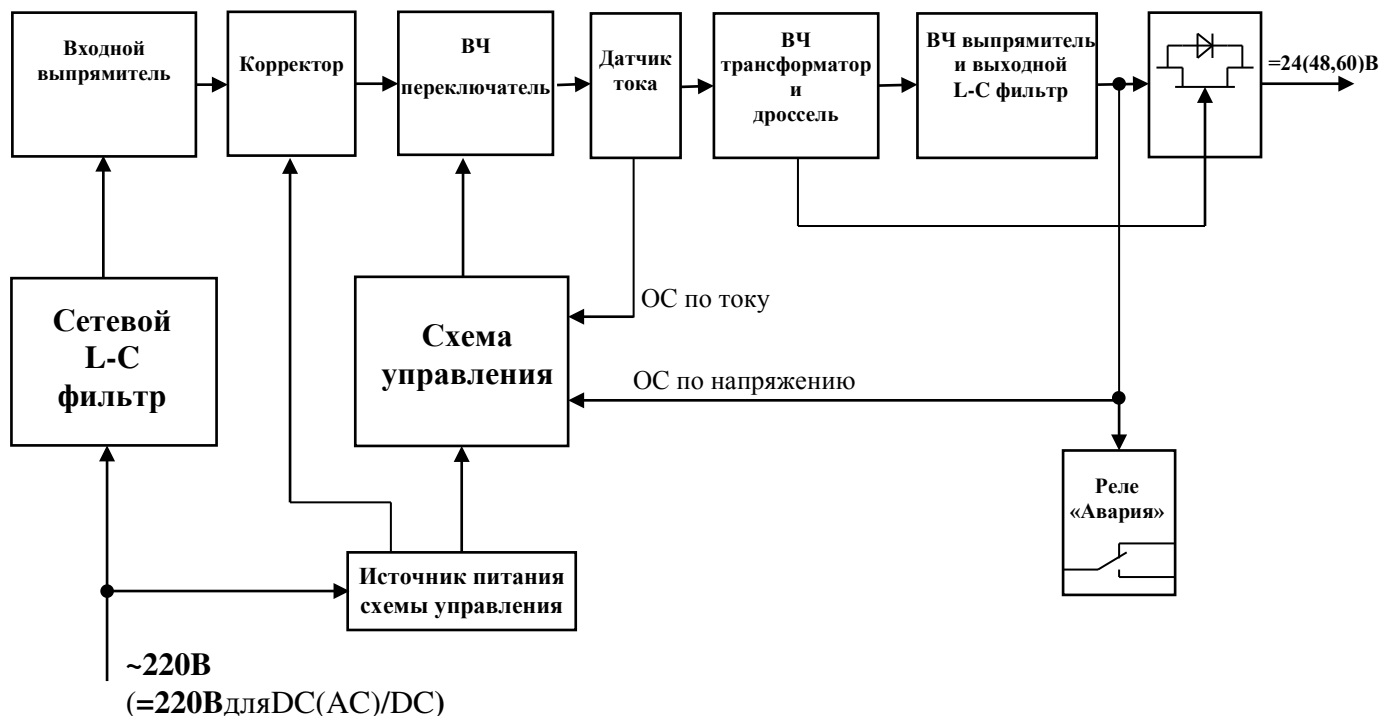 Входной
выпрямитель
Корректор
ВЧ
переключатель
Датчик
тока
ВЧ
трансформатор
и
дроссель
ВЧ выпрямитель
и выходной
L-C фильтр
=24(48,60)В
Сетевой
L-C
фильтр
Схема
управления
ОС по току
ОС по напряжению
Реле
«Авария»
Источник питания
схемы управления
~220В
(=220ВдляDC(AC)/DC)